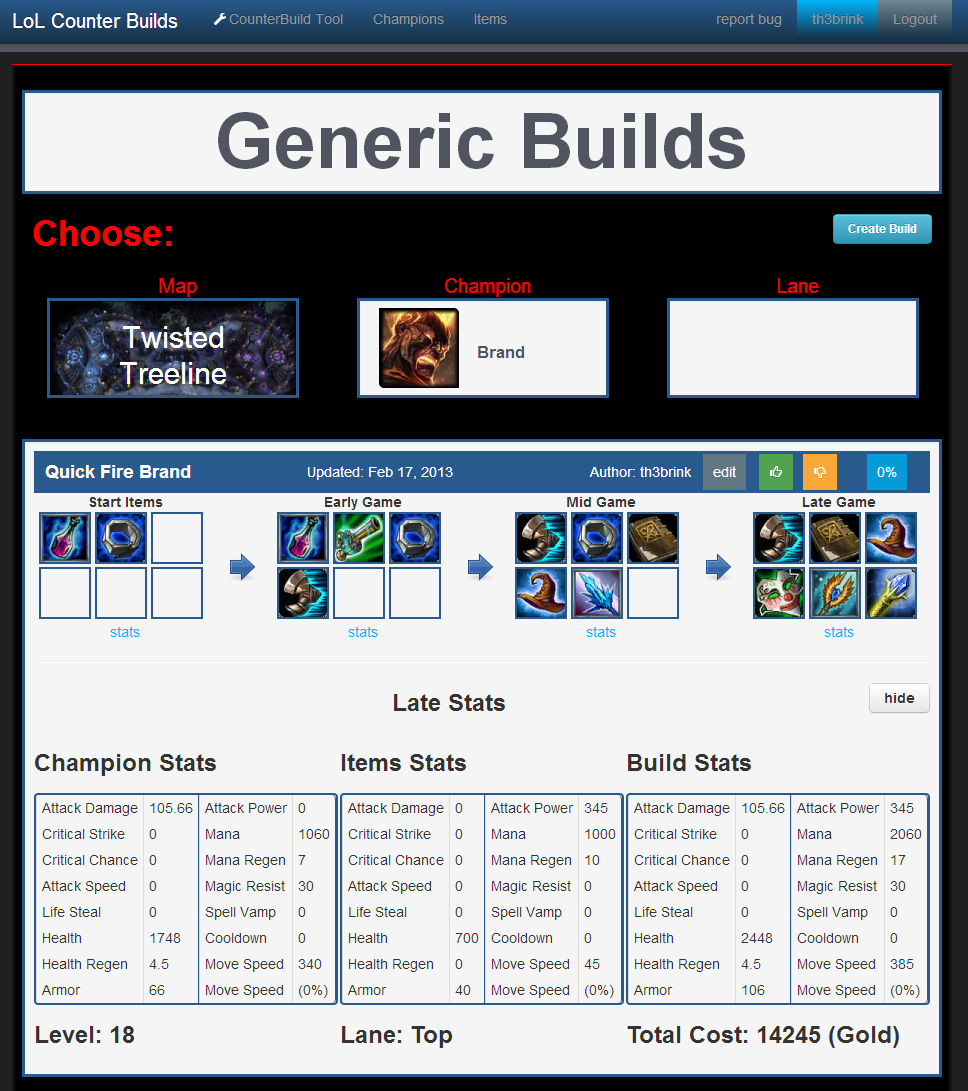 LoL Counter Builds CounterBuild Tool Champions Items report bug th3brink Logout
Generic Builds
Choose:
Create Build
Map Champion Lane
Twisted
Treeline
Brand
Quick Fire Brand Updated: Feb 17, 2013 Author: th3brink edit 0%
Start Items Early Game Mid Game Late Game
stats stats stats stats
Late Stats
hide
Champion Stats Items Stats Build Stats
Attack Damage 105.66 Attack Power 0 Attack Damage 0 Attack Power 345 Attack Damage 105.66 Attack Power 345
Critical Strike 0 Mana 1060 Critical Strike 0 Mana 1000 Critical Strike 0 Mana 2060
Critical Chance 0 Mana Regen 7 Critical Chance 0 Mana Regen 10 Critical Chance 0 Mana Regen 17
Attack Speed 0 Magic Resist 30 Attack Speed 0 Magic Resist 0 Attack Speed 0 Magic Resist 30
Life Steal 0 Spell Vamp 0 Life Steal 0 Spell Vamp 0 Life Steal 0 Spell Vamp 0
Health 1748 Cooldown 0 Health 700 Cooldown 0 Health 2448 Cooldown 0
Health Regen 4.5 Move Speed 340 Health Regen 0 Move Speed 45 Health Regen 4.5 Move Speed 385
Armor 66 Move Speed (0%) Armor 40 Move Speed (0%) Armor 106 Move Speed (0%)
Level: 18 Lane: Top Total Cost: 14245 (Gold)